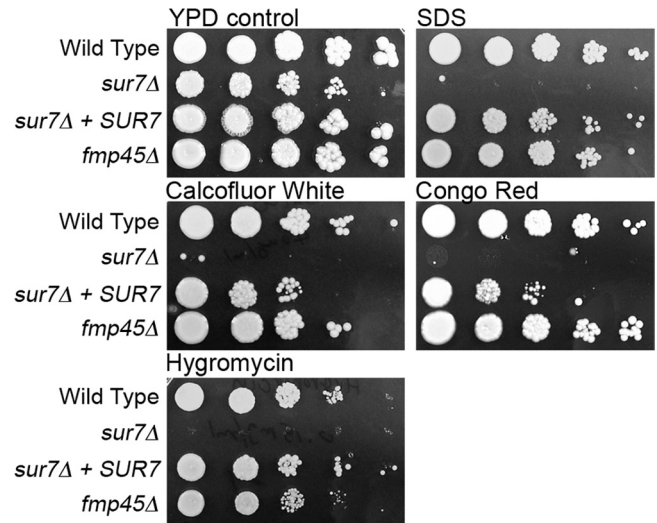 YPD control
SDS
Wild Type
sur7Δ
sur7Δ + SUR7
fmp45Δ
Calcofluor White
Congo Red
Wild Type
sur7Δ
sur7Δ + SUR7
fmp45Δ
Hygromycin
Wild Type
sur7Δ
sur7Δ + SUR7
fmp45Δ